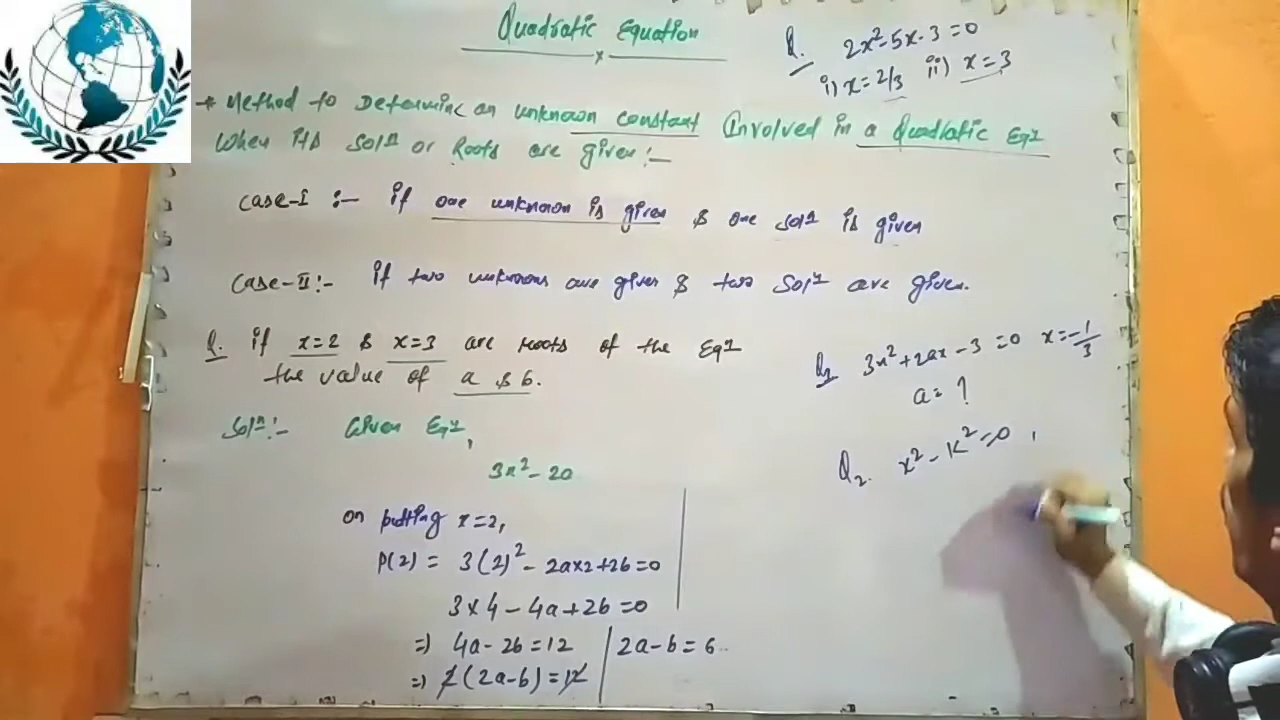 Quadratic Equation
Q. 2x²-5x-3=0
i) x=2/3 ii) x=3
* Method to Determine an unknown constant Involved in a Quadratic Eqn
When its Soln or Roots are given:-
Case-I :- If one unknown is given & one soln is given
Case-II:- If two unknowns are given & two Soln are given.
Q. If x=2 & x=3 are roots of the Eqn
the value of a & b.
Soln:- Given Eqn,
3x²-20
on putting x=2,
P(2) = 3(2)² - 2a×2+2b=0
3×4-4a+2b=0
=) 4a-2b=12 | 2a-b=6
=) 2(2a-b)=12
Q1 3x²+2ax-3=0 x=-1/3
a=?
Q2. x²-K²=0,